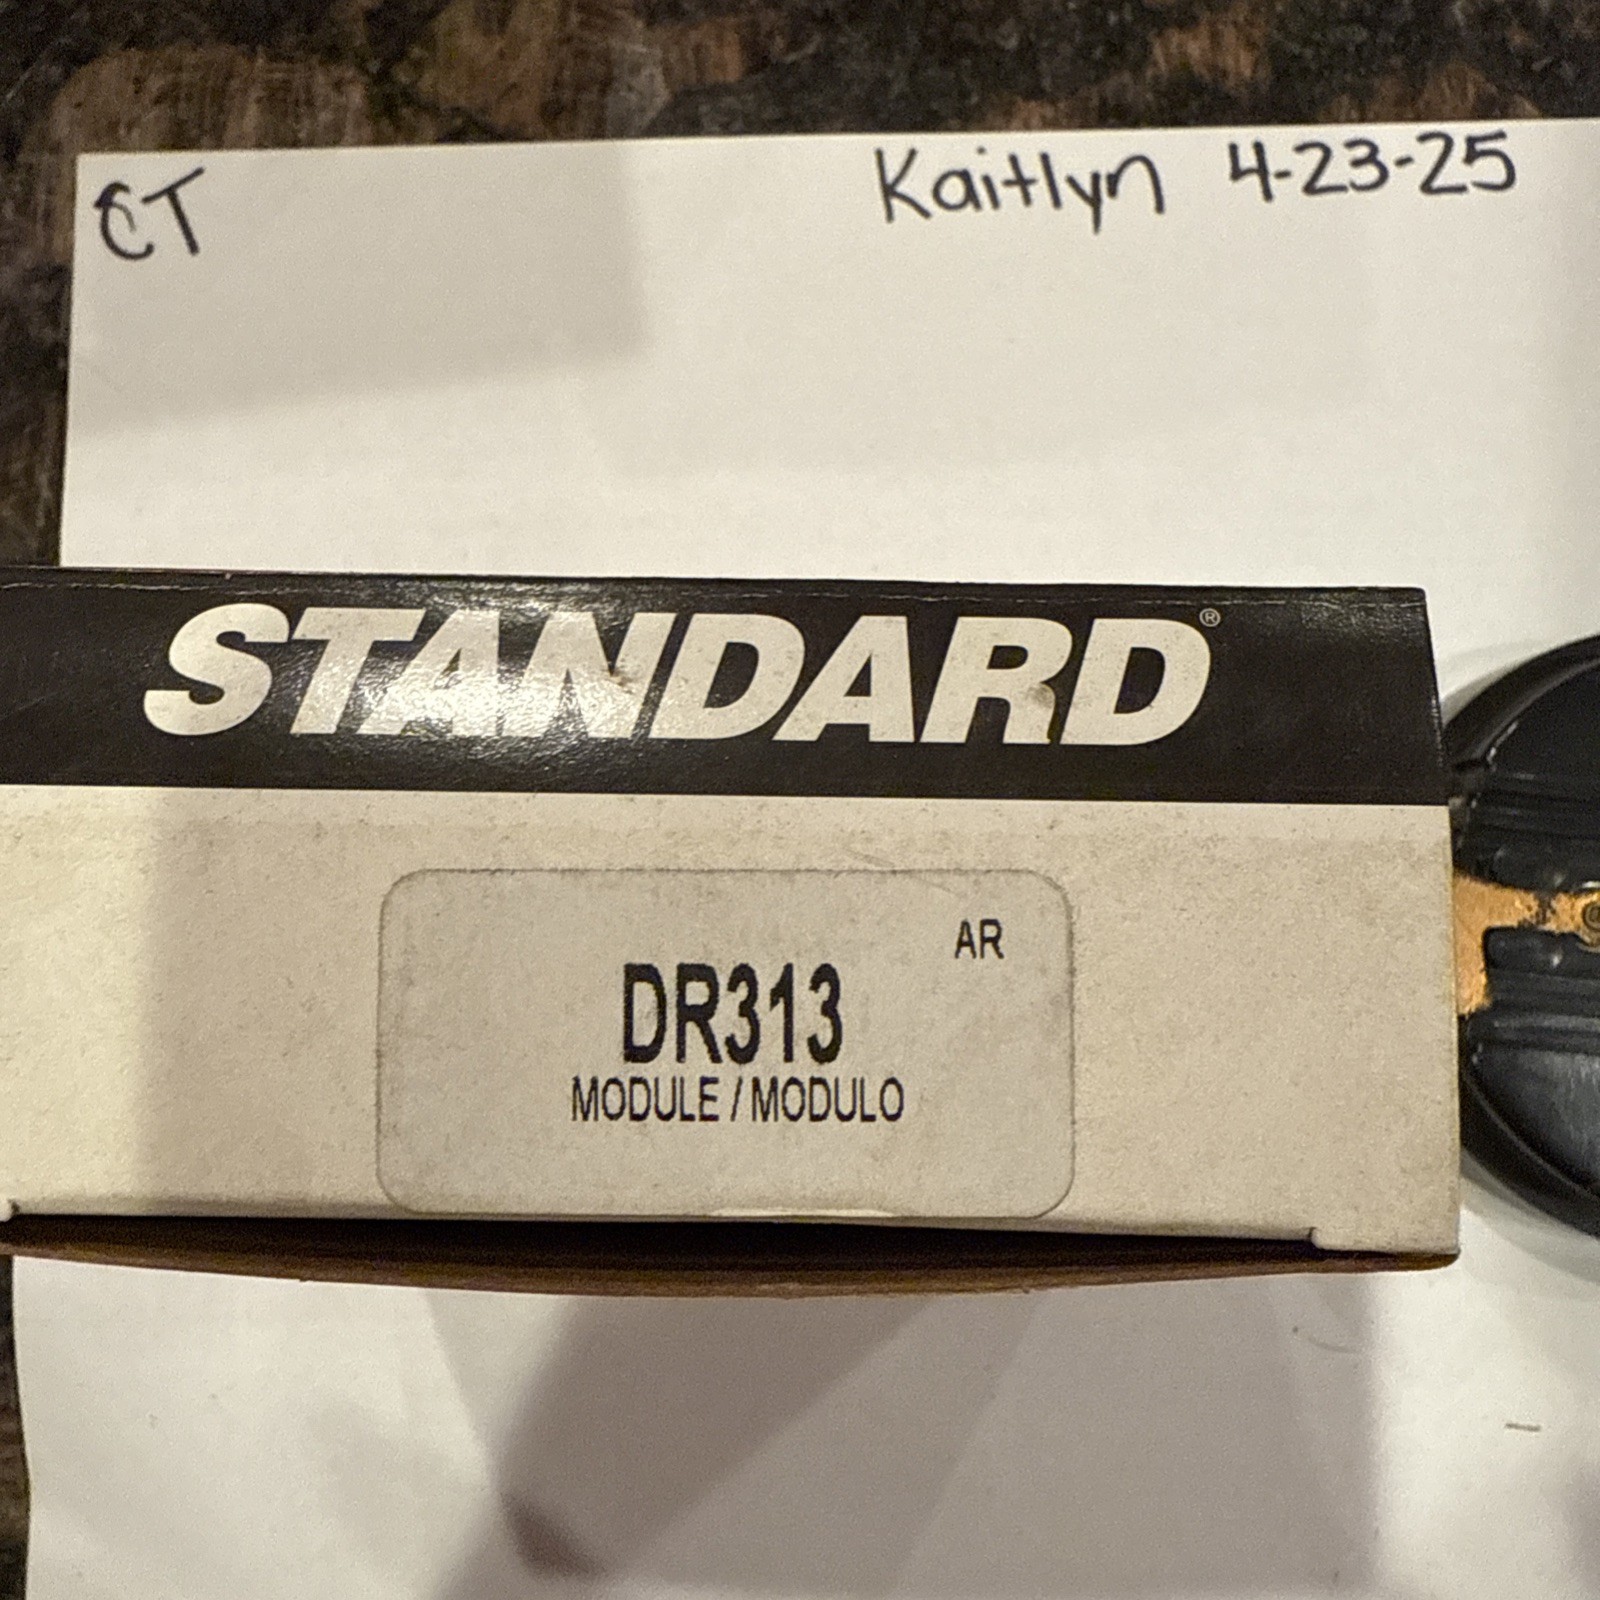 CT
Kaitlyn 4-23-25
STANDARD®
AR
DR313
MODULE / MODULO